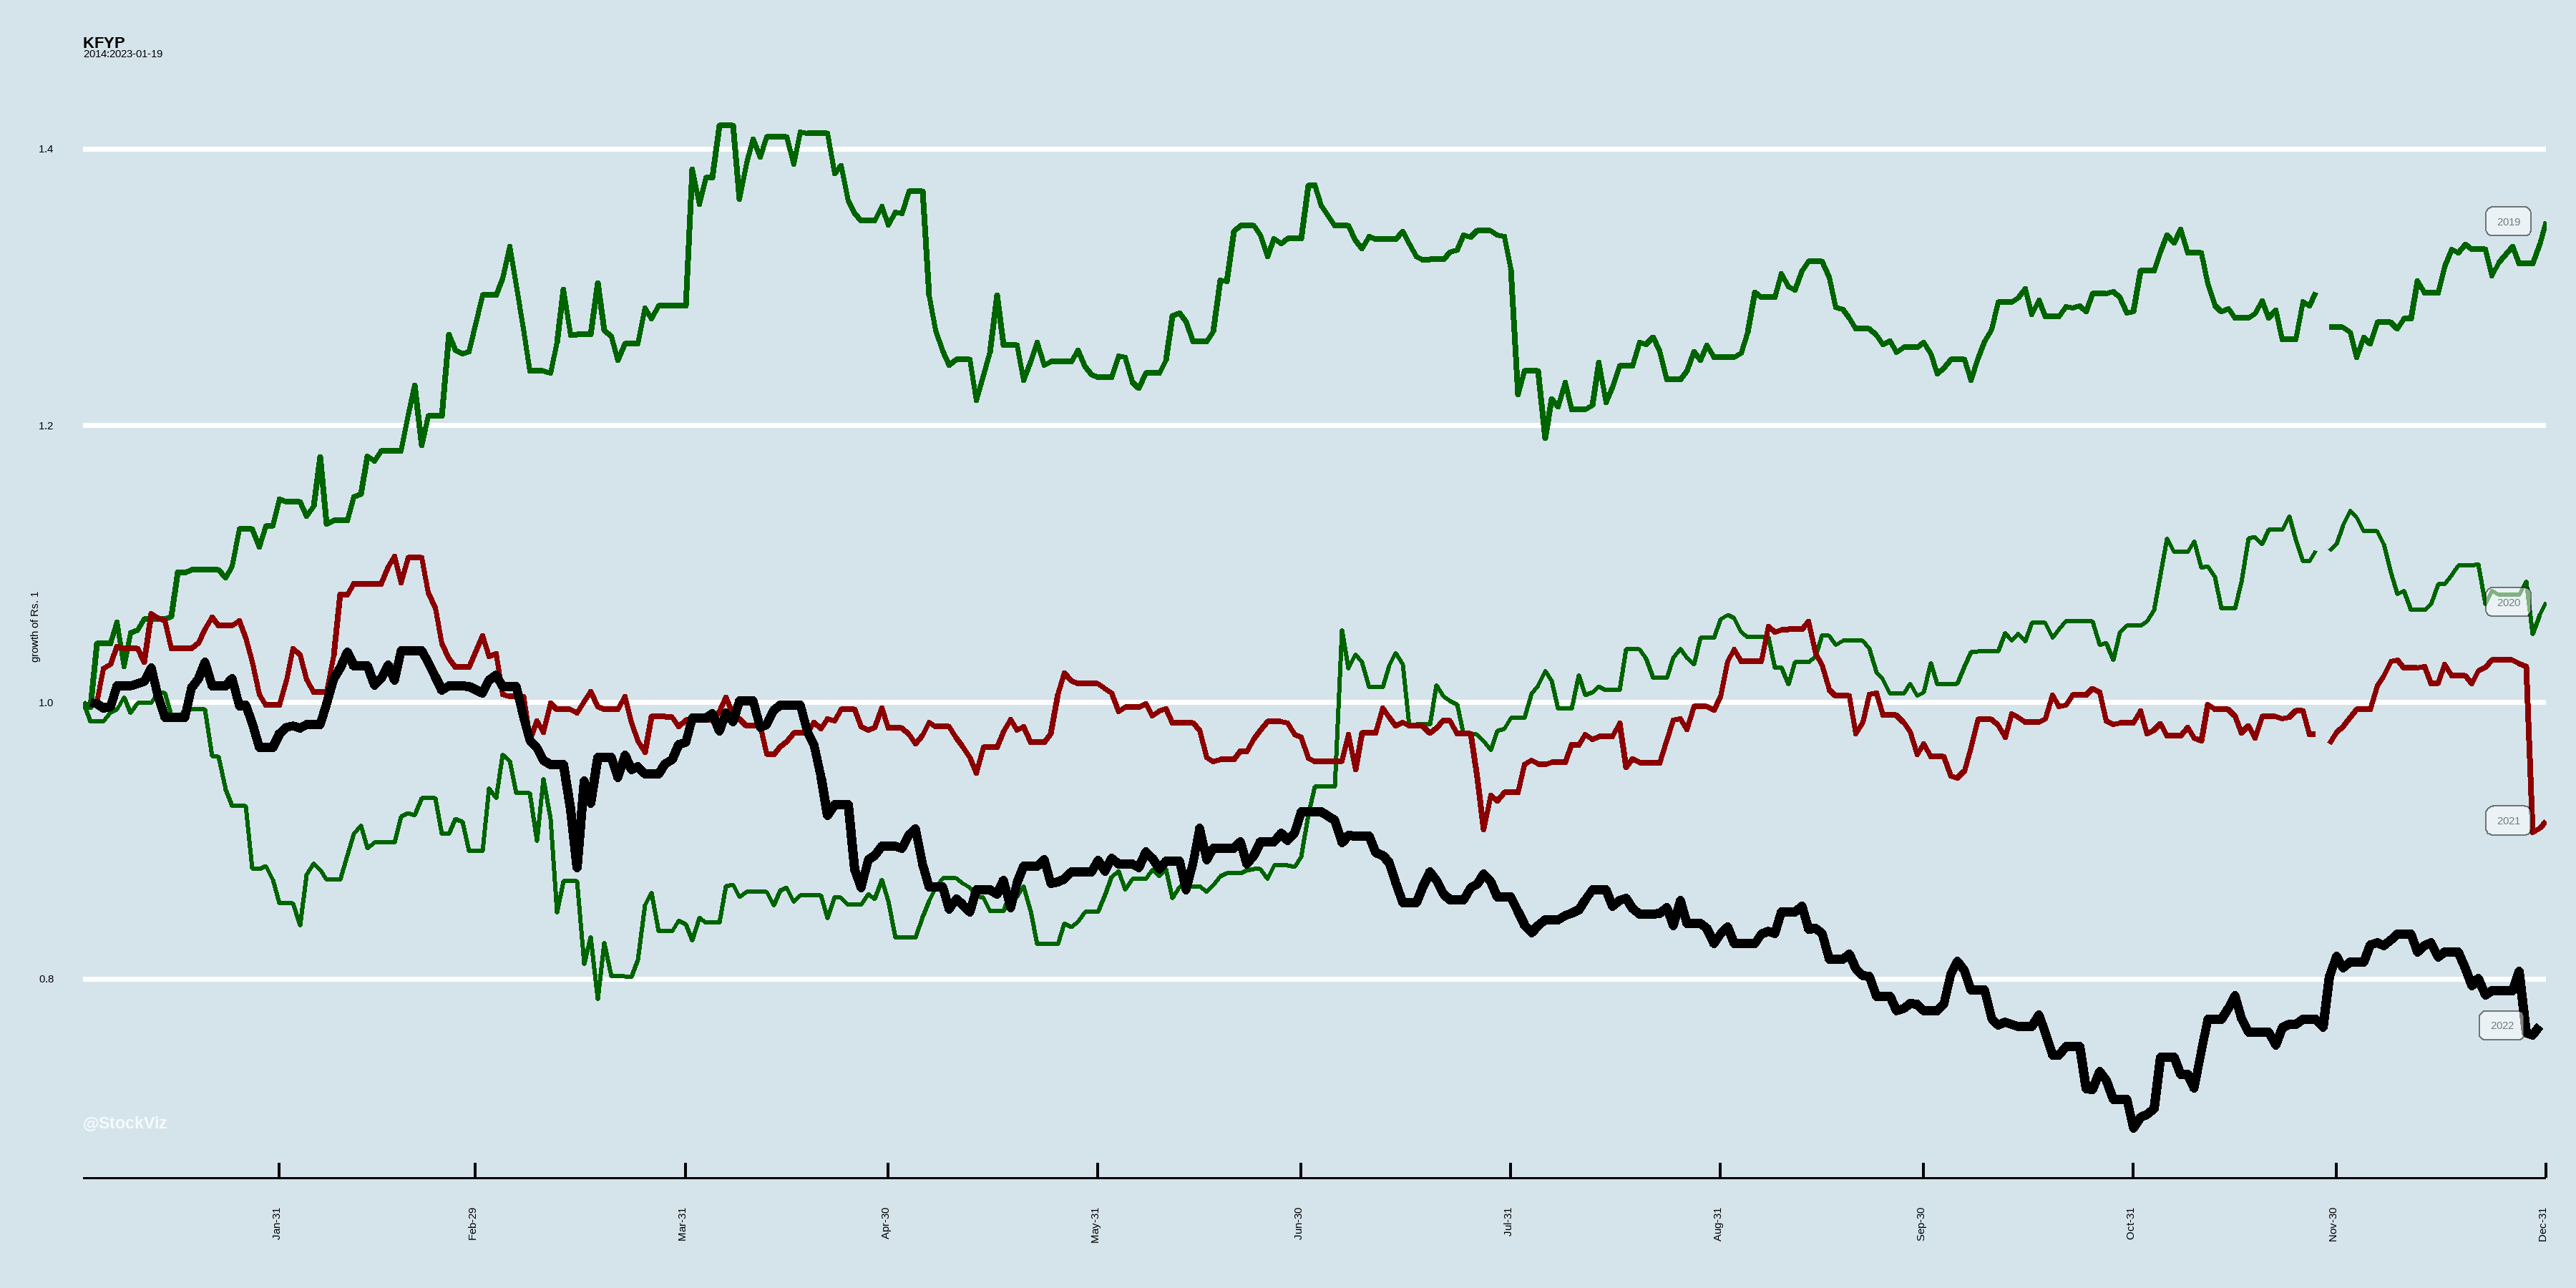 KFYP
2014:2023-01-19
1.4
1.2
1.0
0.8
growth of Rs. 1
2019
2020
2021
2022
@StockViz
Jan-31
Feb-29
Mar-31
Apr-30
May-31
Jun-30
Jul-31
Aug-31
Sep-30
Oct-31
Nov-30
Dec-31